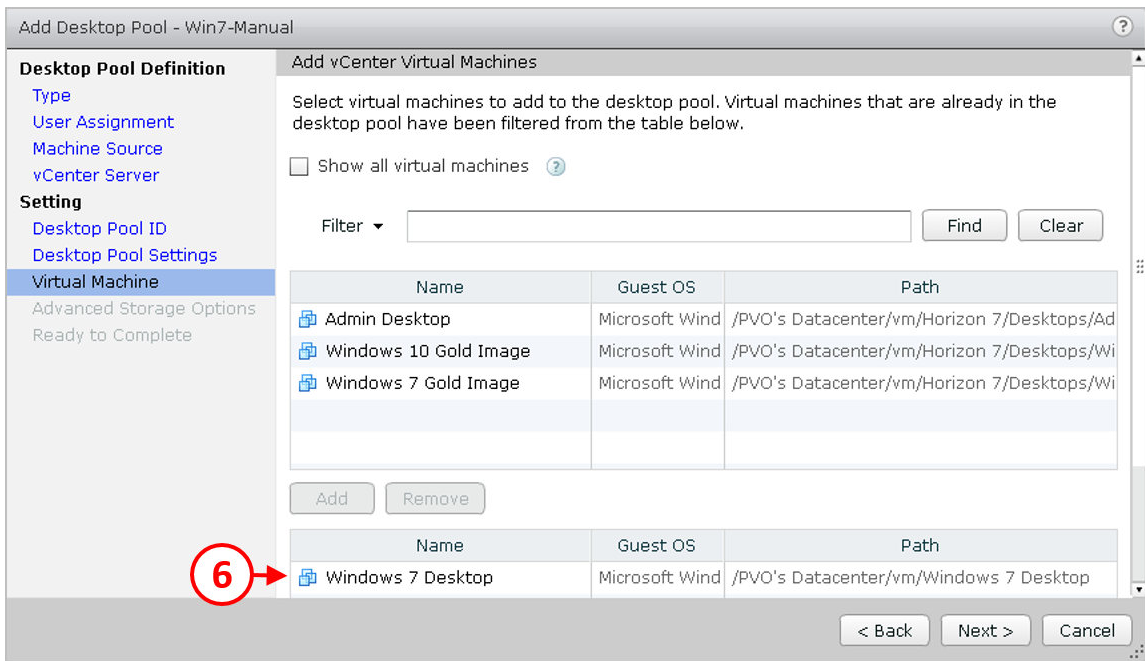 Add Desktop Pool - Win7-Manual
?
Desktop Pool Definition
Type
User Assignment
Machine Source
vCenter Server
Setting
Desktop Pool ID
Desktop Pool Settings
Virtual Machine
Advanced Storage Options
Ready to Complete
Add vCenter Virtual Machines
Select virtual machines to add to the desktop pool. Virtual machines that are already in the
desktop pool have been filtered from the table below.
Show all virtual machines ?
Filter Find Clear
Name Guest OS Path
Admin Desktop Microsoft Wind /PVO's Datacenter/vm/Horizon 7/Desktops/Ad
Windows 10 Gold Image Microsoft Wind /PVO's Datacenter/vm/Horizon 7/Desktops/Wi
Windows 7 Gold Image Microsoft Wind /PVO's Datacenter/vm/Horizon 7/Desktops/Wi
Add Remove
Name Guest OS Path
6 Windows 7 Desktop Microsoft Wind /PVO's Datacenter/vm/Windows 7 Desktop
< Back Next > Cancel